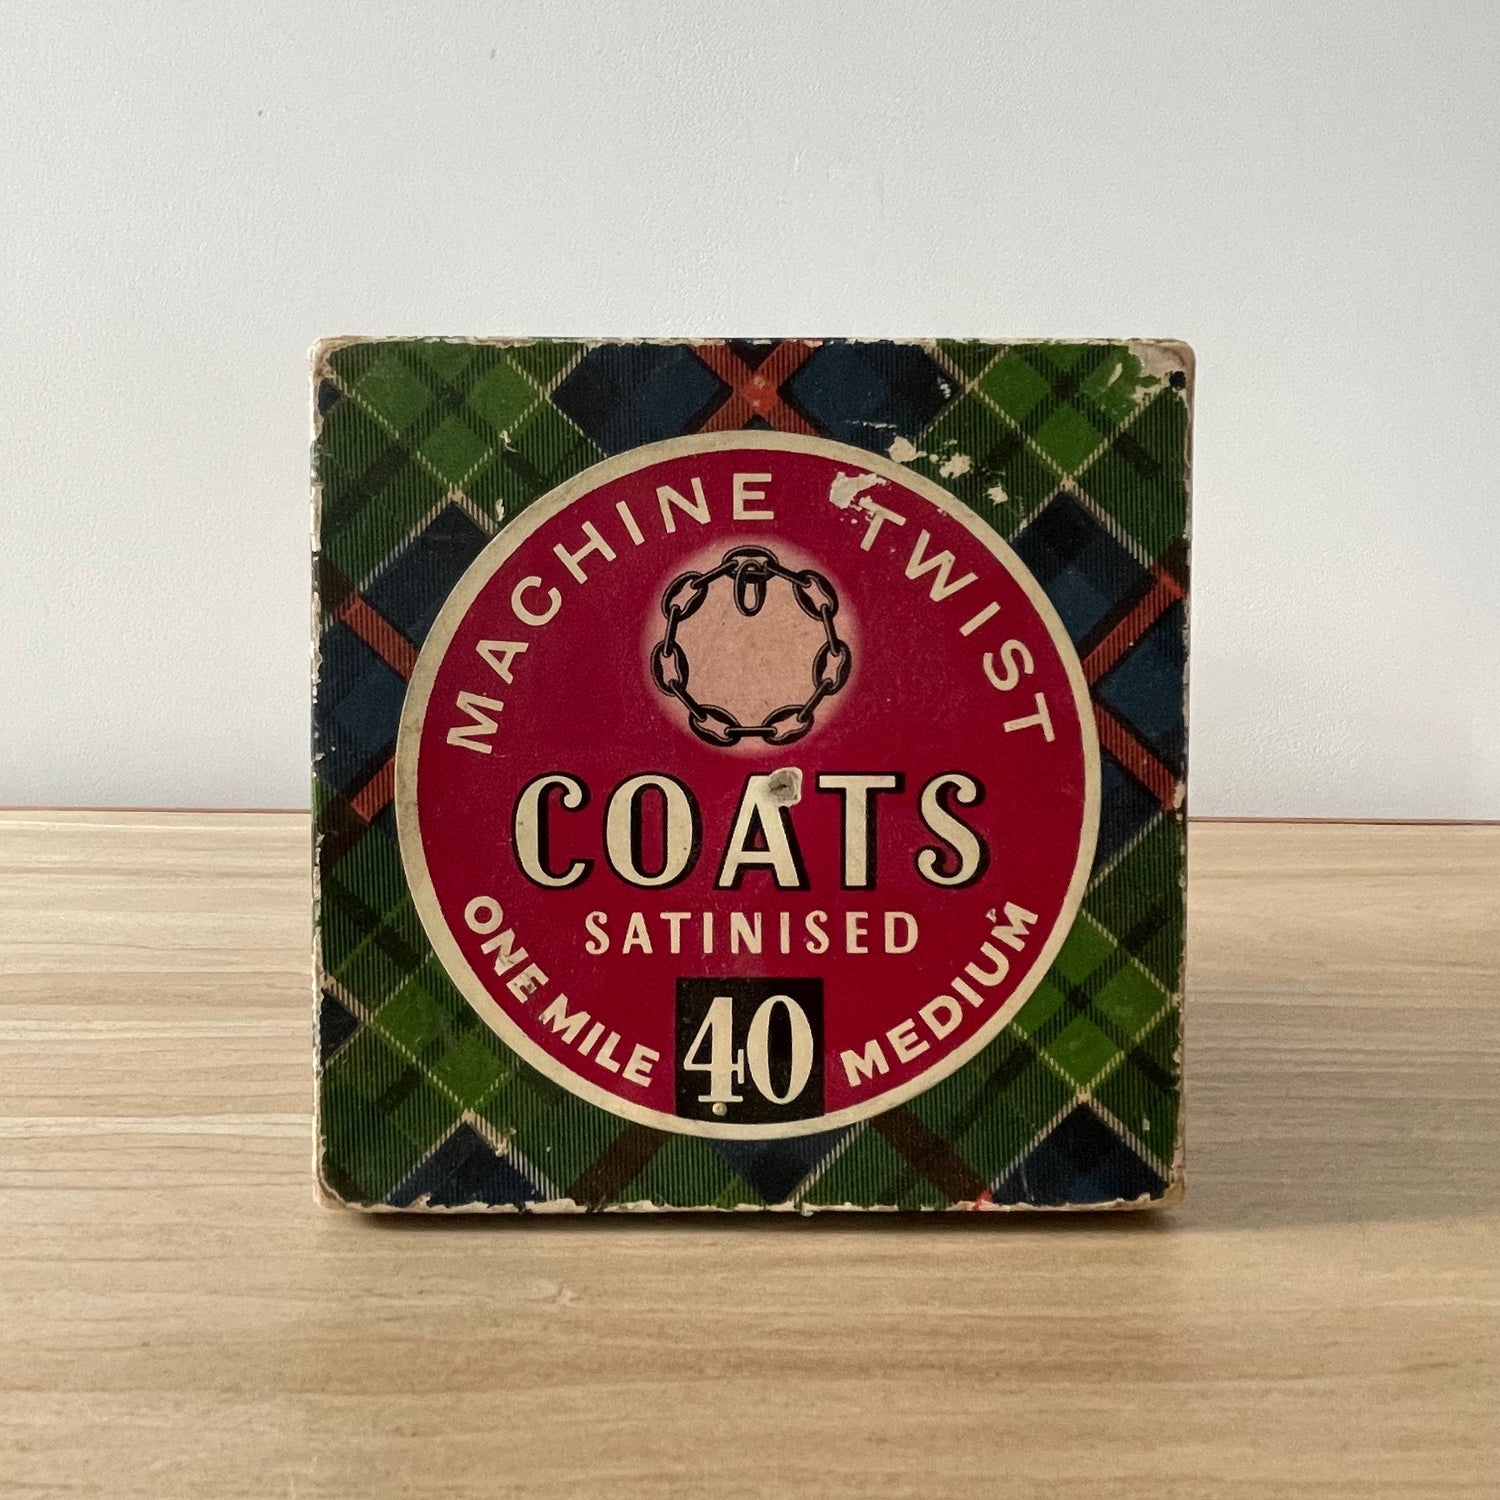 MACHINE TWIST
COATS
SATINISED
ONE MILE
40
MEDIUM